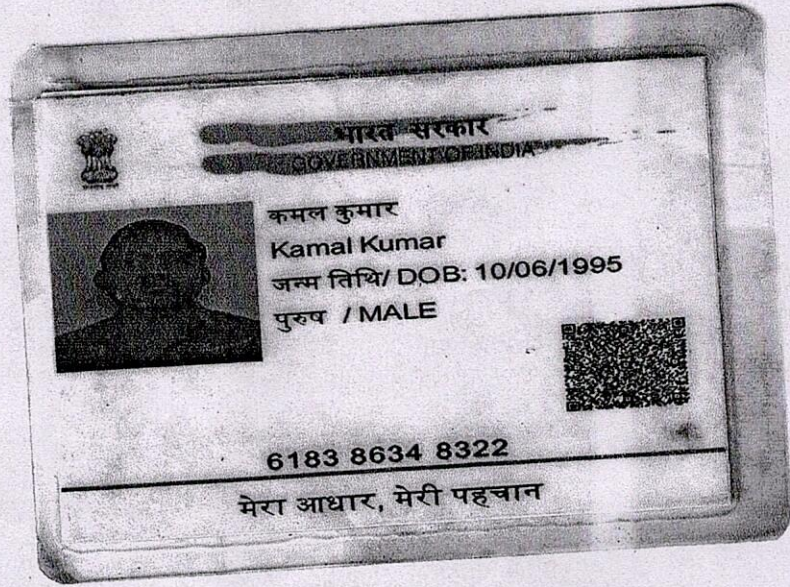 भारत सरकार
GOVERNMENT OF INDIA
कमल कुमार
Kamal Kumar
जन्म तिथि/ DOB: 10/06/1995
पुरुष / MALE
6183 8634 8322
मेरा आधार, मेरी पहचान